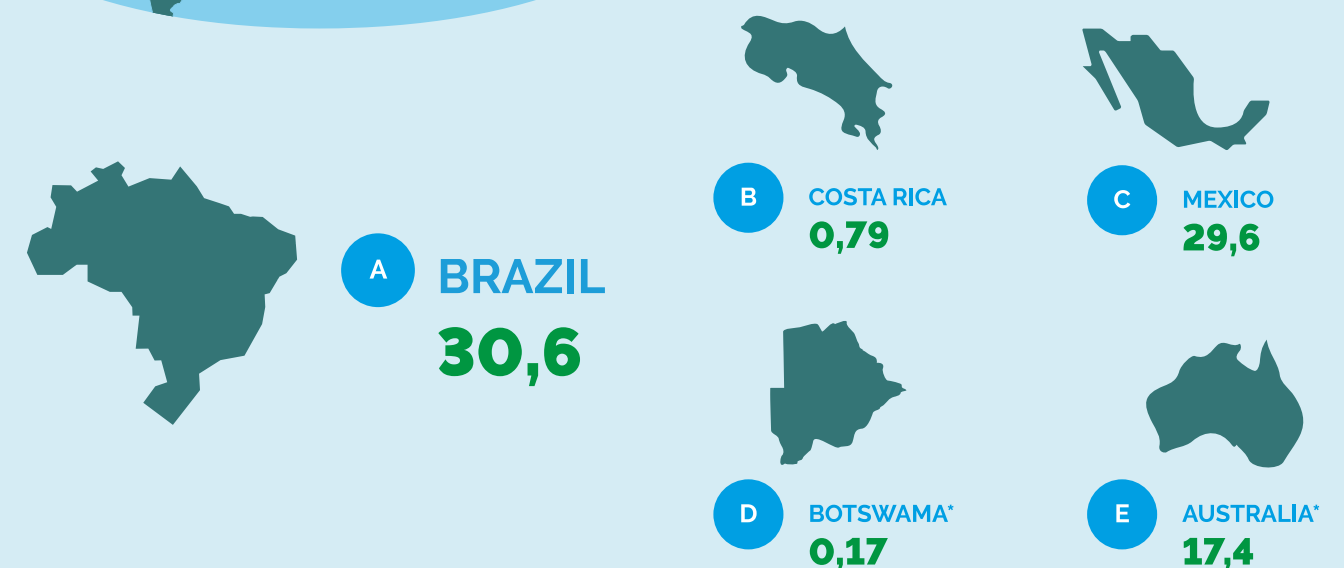 A
BRAZIL
30,6
B
COSTA RICA
0,79
C
MEXICO
29,6
D
BOTSWAMA*
0,17
E
AUSTRALIA*
17,4